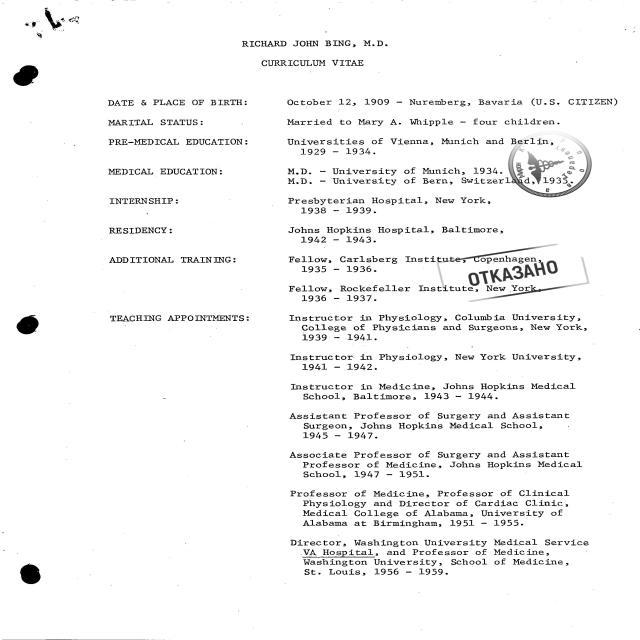 RICHARD JOHN BING, M.D.
CURRICULUM VITAE
DATE & PLACE OF BIRTH: October 12, 1909 - Nuremberg, Bavaria (U.S. CITIZEN)
MARITAL STATUS: Married to Mary A. Whipple - four children.
PRE-MEDICAL EDUCATION: Universities of Vienna, Munich and Berlin,
1929 - 1934.
MEDICAL EDUCATION: M.D. - University of Munich, 1934.
M.D. - University of Bern, Switzerland, 1935.
INTERNSHIP: Presbyterian Hospital, New York,
1938 - 1939.
RESIDENCY: Johns Hopkins Hospital, Baltimore,
1942 - 1943.
ADDITIONAL TRAINING: Fellow, Carlsberg Institute, Copenhagen,
1935 - 1936.
ОТКАЗАНО
Fellow, Rockefeller Institute, New York,
1936 - 1937.
TEACHING APPOINTMENTS: Instructor in Physiology, Columbia University,
College of Physicians and Surgeons, New York,
1939 - 1941.
Instructor in Physiology, New York University,
1941 - 1942.
Instructor in Medicine, Johns Hopkins Medical
School, Baltimore, 1943 - 1944.
Assistant Professor of Surgery and Assistant
Surgeon, Johns Hopkins Medical School,
1945 - 1947.
Associate Professor of Surgery and Assistant
Professor of Medicine, Johns Hopkins Medical
School, 1947 - 1951.
Professor of Medicine, Professor of Clinical
Physiology and Director of Cardiac Clinic,
Medical College of Alabama, University of
Alabama at Birmingham, 1951 - 1955.
Director, Washington University Medical Service
VA Hospital, and Professor of Medicine,
Washington University, School of Medicine,
St. Louis, 1956 - 1959.